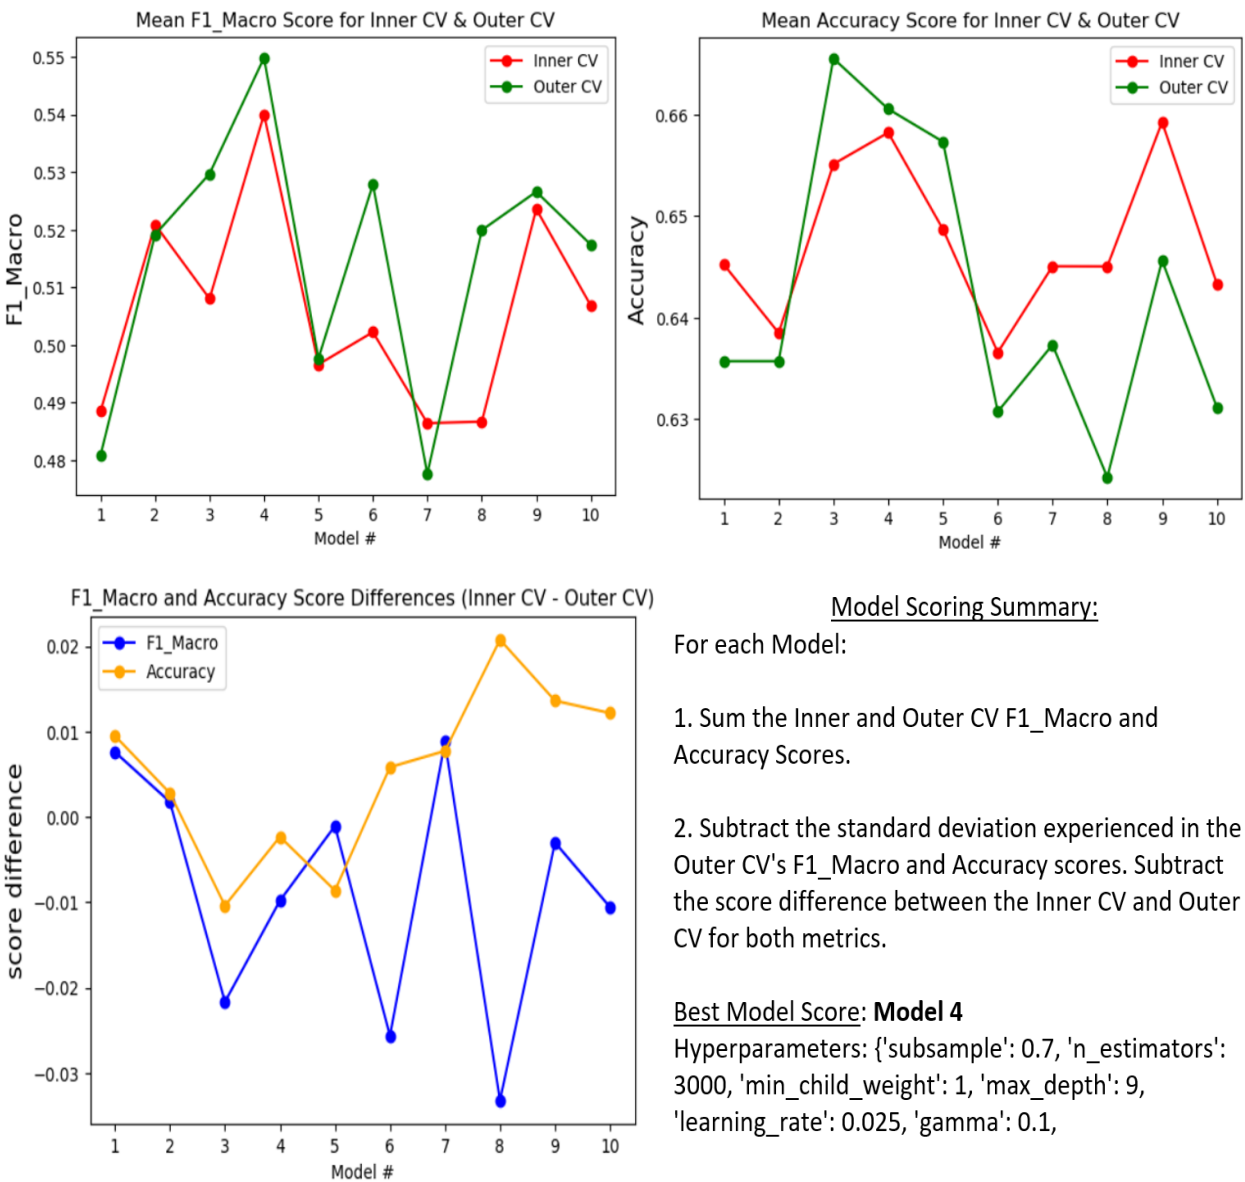 Mean F1_Macro Score for Inner CV & Outer CV
Inner CV
Outer CV
F1_Macro
0.55
0.54
0.53
0.52
0.51
0.50
0.49
0.48
1 2 3 4 5 6 7 8 9 10
Model #
Mean Accuracy Score for Inner CV & Outer CV
Inner CV
Outer CV
Accuracy
0.66
0.65
0.64
0.63
1 2 3 4 5 6 7 8 9 10
Model #
F1_Macro and Accuracy Score Differences (Inner CV - Outer CV)
F1_Macro
Accuracy
score difference
0.02
0.01
0.00
−0.01
−0.02
−0.03
1 2 3 4 5 6 7 8 9 10
Model #
Model Scoring Summary:
For each Model:
1. Sum the Inner and Outer CV F1_Macro and
Accuracy Scores.
2. Subtract the standard deviation experienced in the
Outer CV's F1_Macro and Accuracy scores. Subtract
the score difference between the Inner CV and Outer
CV for both metrics.
Best Model Score: Model 4
Hyperparameters: {'subsample': 0.7, 'n_estimators':
3000, 'min_child_weight': 1, 'max_depth': 9,
'learning_rate': 0.025, 'gamma': 0.1,